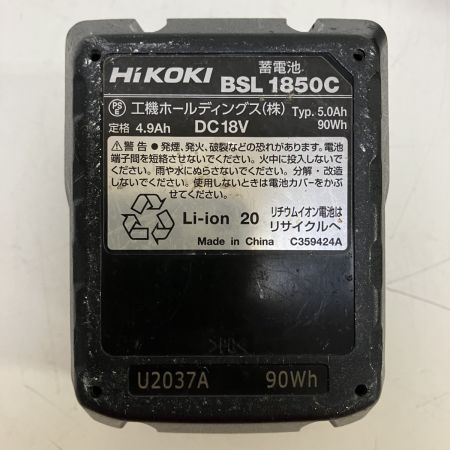 HiKOKI 蓄電池
BSL 1850C
PSE 工機ホールディングス(株) Typ. 5.0Ah
定格 4.9Ah DC18V 90Wh
⚠警告 ●発煙、発火、破裂などの恐れがあります。電池
端子間を短絡させないでください。火中に投入しないで
ください。雨や水にぬらさないでください。分解・改造
しないでください。使用しないときは電池カバーをかぶ
せてください。
Li-ion 20 リチウムイオン電池は
リサイクルへ
Made in China C359424A
>PC<
U2037A 90Wh